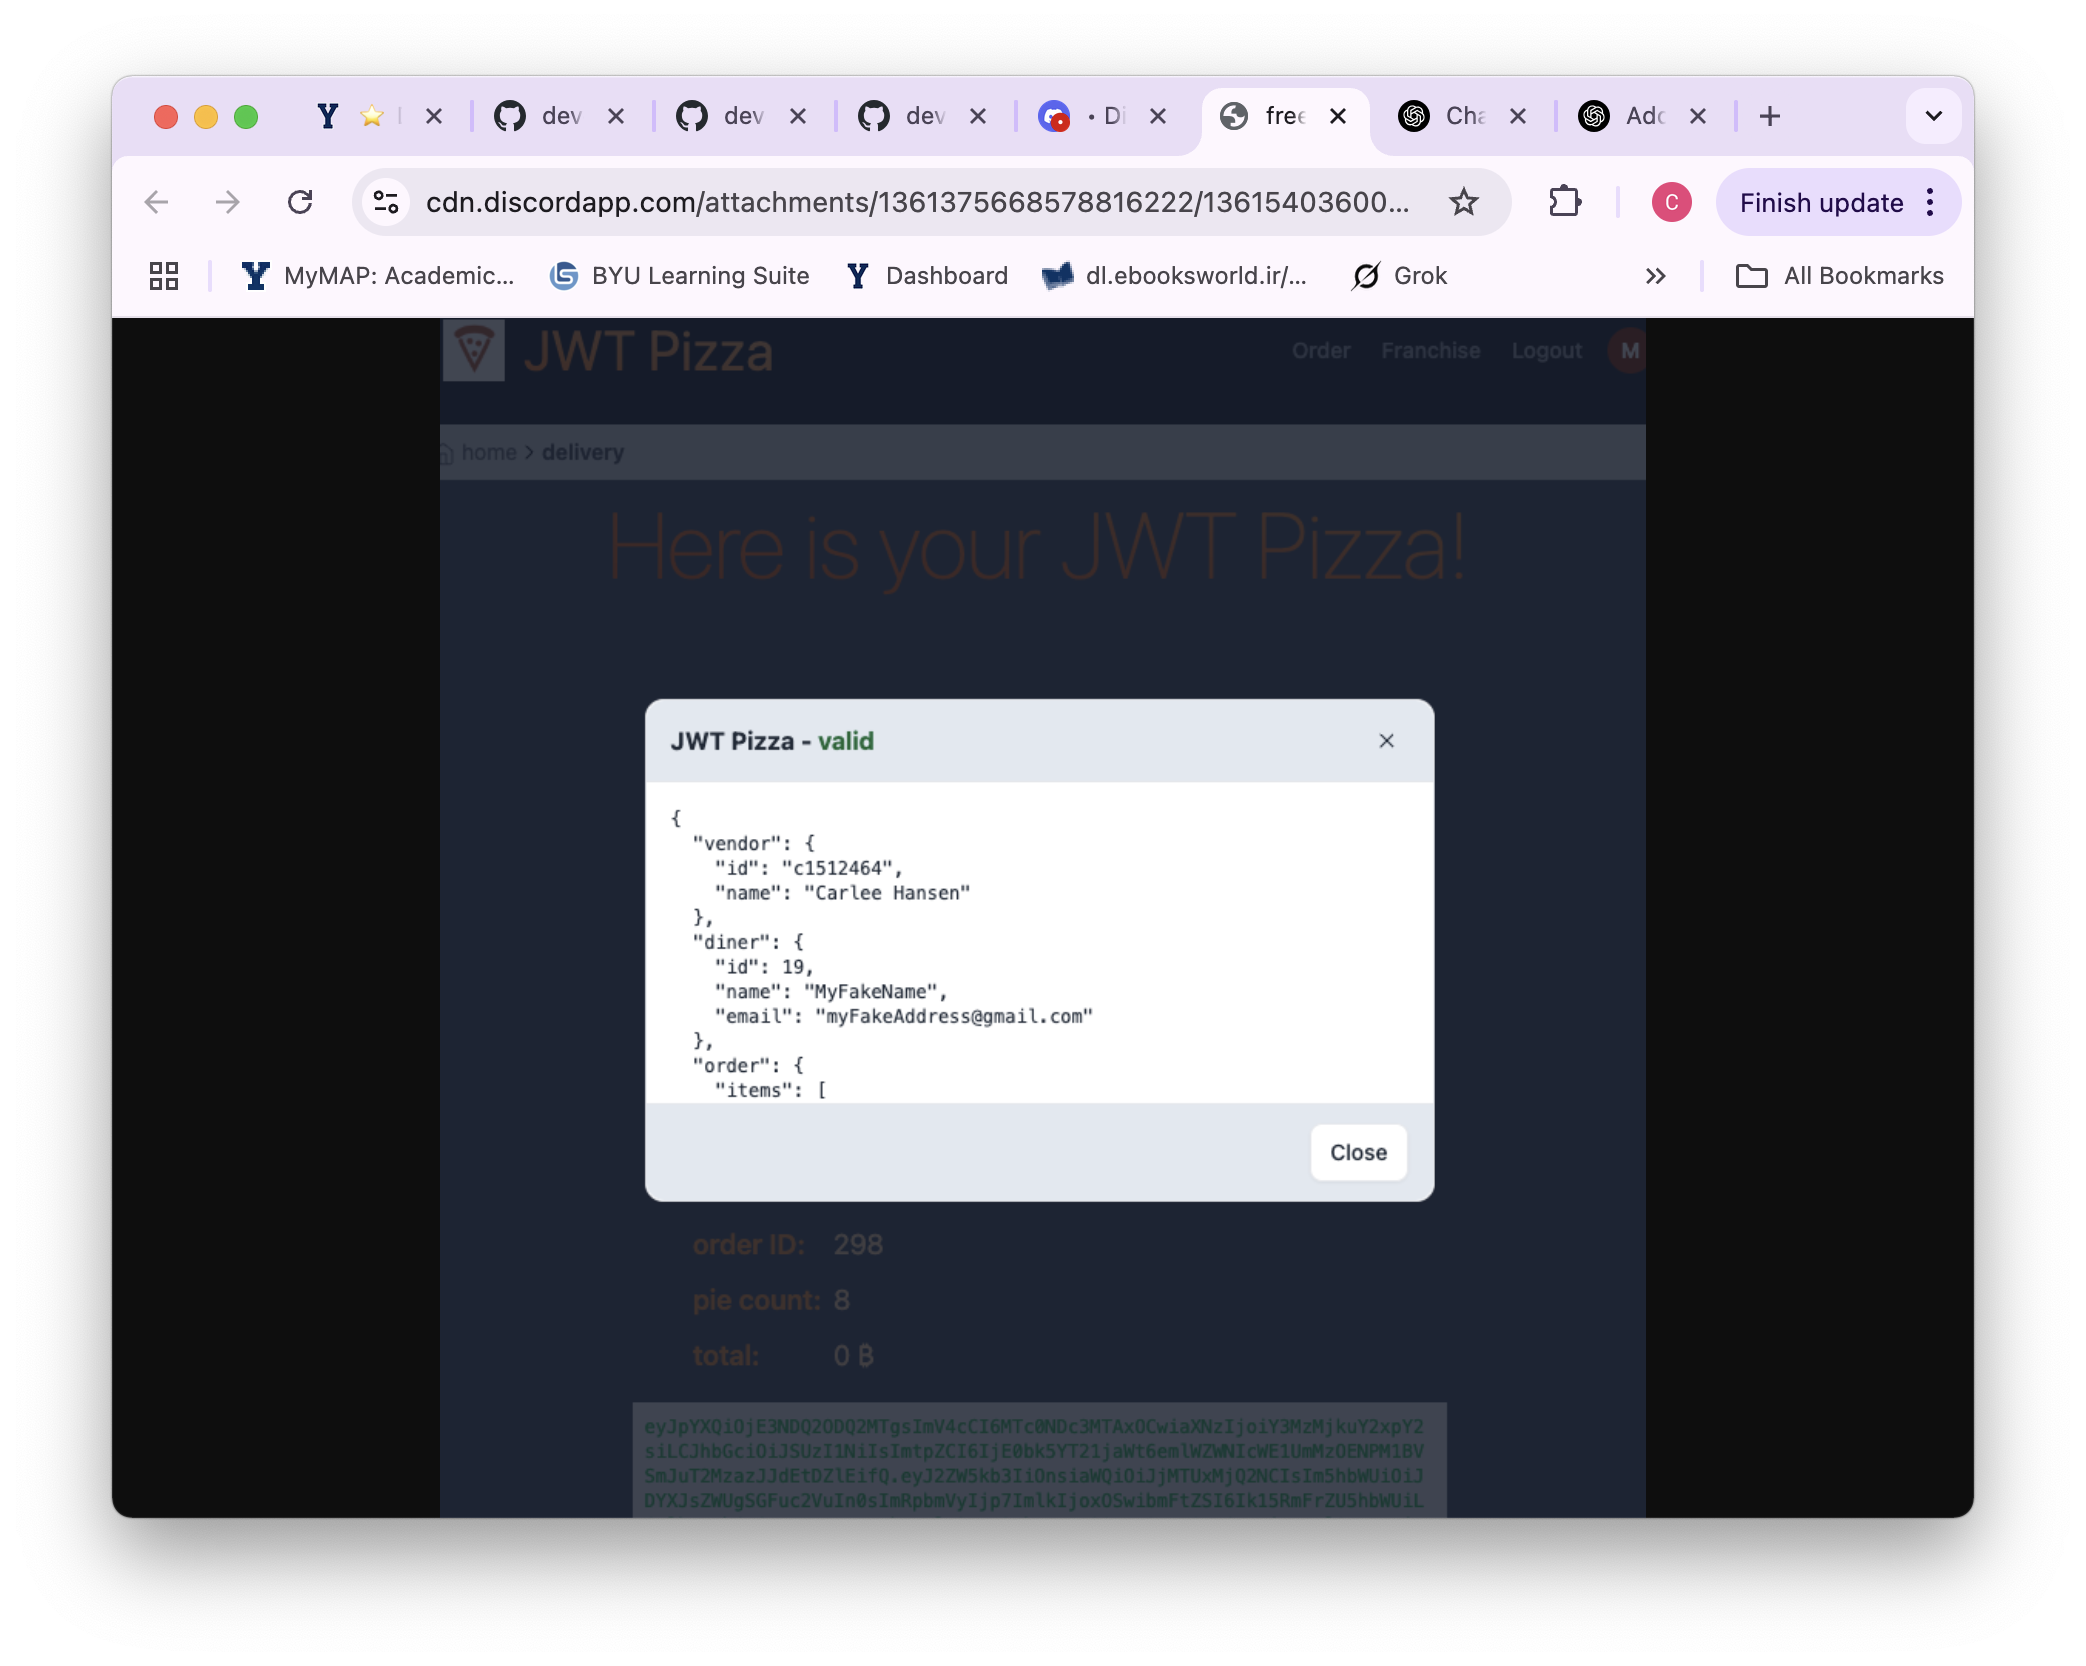 dev
dev
dev
• Di
free
Cha
Add
cdn.discordapp.com/attachments/1361375668578816222/13615403600...
C
Finish update
MyMAP: Academic...
BYU Learning Suite
Dashboard
dl.ebooksworld.ir/...
Grok
All Bookmarks
JWT Pizza
Order
Franchise
Logout
M
home > delivery
Here is your JWT Pizza!
JWT Pizza - valid
{
"vendor": {
"id": "c1512464",
"name": "Carlee Hansen"
},
"diner": {
"id": 19,
"name": "MyFakeName",
"email": "myFakeAddress@gmail.com"
},
"order": {
"items": [
Close
order ID: 298
pie count: 8
total: 0 ₿
eyJpYXQiOjE3NDQ2ODQ2MTgsImV4cCI6MTc0NDc3MTAxOCwiaXNzIjoiY3MzMjkuY2xpY2
siLCJhbGciOiJSUzI1NiIsImtpZCI6IjE0bk5YT21jaWt6emlWZWNIcWE1UmMzOENPM1BV
SmJuT2MzazJJdEtDZlEifQ.eyJ2ZW5kb3IiOnsiaWQiOiJjMTUxMjQ2NCIsIm5hbWUiOiJ
DYXJsZWUgSGFuc2VuIn0sImRpbmVyIjp7ImlkIjoxOSwibmFtZSI6Ik15RmFrZU5hbWUiL